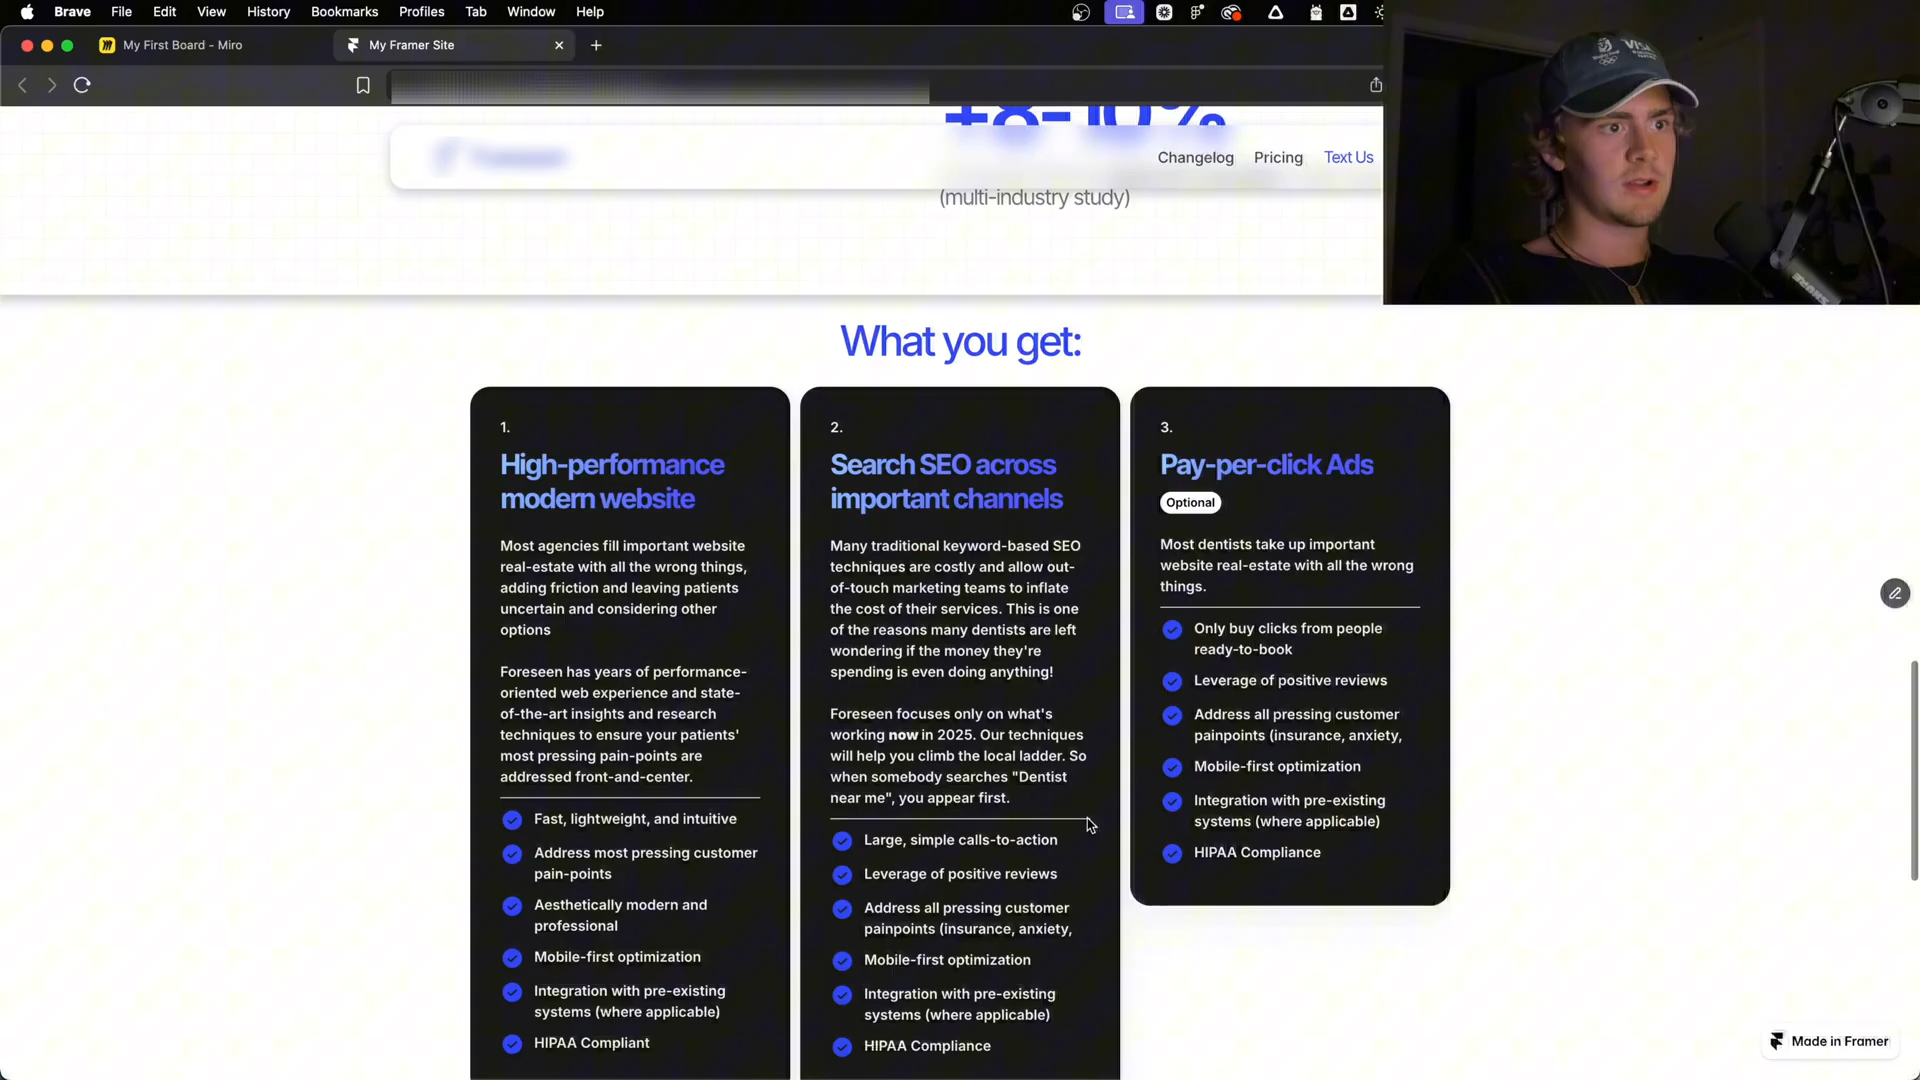 Brave File Edit View History Bookmarks Profiles Tab Window Help
My First Board - Miro
My Framer Site
+8-10%
Changelog Pricing Text Us
(multi-industry study)
VISA
What you get:
1.
High-performance
modern website
Most agencies fill important website
real-estate with all the wrong things,
adding friction and leaving patients
uncertain and considering other
options
Foreseen has years of performance-
oriented web experience and state-
of-the-art insights and research
techniques to ensure your patients'
most pressing pain-points are
addressed front-and-center.
Fast, lightweight, and intuitive
Address most pressing customer
pain-points
Aesthetically modern and
professional
Mobile-first optimization
Integration with pre-existing
systems (where applicable)
HIPAA Compliant
2.
Search SEO across
important channels
Many traditional keyword-based SEO
techniques are costly and allow out-
of-touch marketing teams to inflate
the cost of their services. This is one
of the reasons many dentists are left
wondering if the money they're
spending is even doing anything!
Foreseen focuses only on what's
working now in 2025. Our techniques
will help you climb the local ladder. So
when somebody searches "Dentist
near me", you appear first.
Large, simple calls-to-action
Leverage of positive reviews
Address all pressing customer
painpoints (insurance, anxiety,
Mobile-first optimization
Integration with pre-existing
systems (where applicable)
HIPAA Compliance
3.
Pay-per-click Ads
Optional
Most dentists take up important
website real-estate with all the wrong
things.
Only buy clicks from people
ready-to-book
Leverage of positive reviews
Address all pressing customer
painpoints (insurance, anxiety,
Mobile-first optimization
Integration with pre-existing
systems (where applicable)
HIPAA Compliance
Made in Framer
SHURE